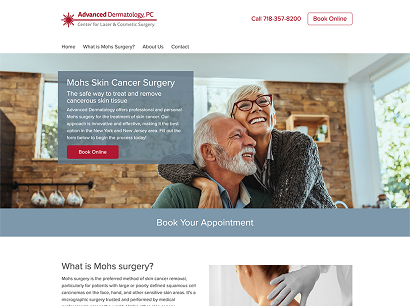 Advanced Dermatology, PC
Center for Laser & Cosmetic Surgery
Call 718-357-8200
Book Online
Home
What is Mohs Surgery?
About Us
Contact
Mohs Skin Cancer Surgery
The safe way to treat and remove
cancerous skin tissue
Advanced Dermatology offers professional and personal
Mohs surgery for the treatment of skin cancer. Our
approach is innovative and effective, making it the best
option in the New York and New Jersey area. Fill out the
form below to begin the process today!
Book Online
Book Your Appointment
What is Mohs surgery?
Mohs surgery is the preferred method of skin cancer removal,
particularly for patients with large or poorly defined squamous cell
carcinomas on the face, hand, and other sensitive skin areas. It's a
micrographic surgery trusted and performed by medical